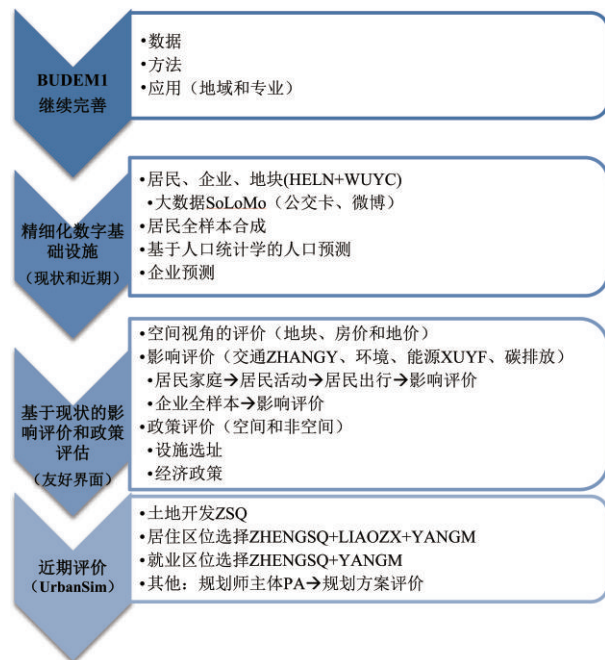 BUDEM1
继续完善
•数据
•方法
•应用（地域和专业）
精细化数字基
础设施
（现状和近期）
•居民、企业、地块(HELN+WUYC)
•大数据SoLoMo（公交卡、微博）
•居民全样本合成
•基于人口统计学的人口预测
•企业预测
基于现状的影
响评价和政策
评估
（友好界面）
•空间视角的评价（地块、房价和地价）
•影响评价（交通ZHANGY、环境、能源XUYF、碳排放）
•居民家庭→居民活动→居民出行→影响评价
•企业全样本→影响评价
•政策评价（空间和非空间）
•设施选址
•经济政策
近期评价
（UrbanSim）
•土地开发ZSQ
•居住区位选择ZHENGSQ+LIAOZX+YANGM
•就业区位选择ZHENGSQ+YANGM
•其他：规划师主体PA→规划方案评价